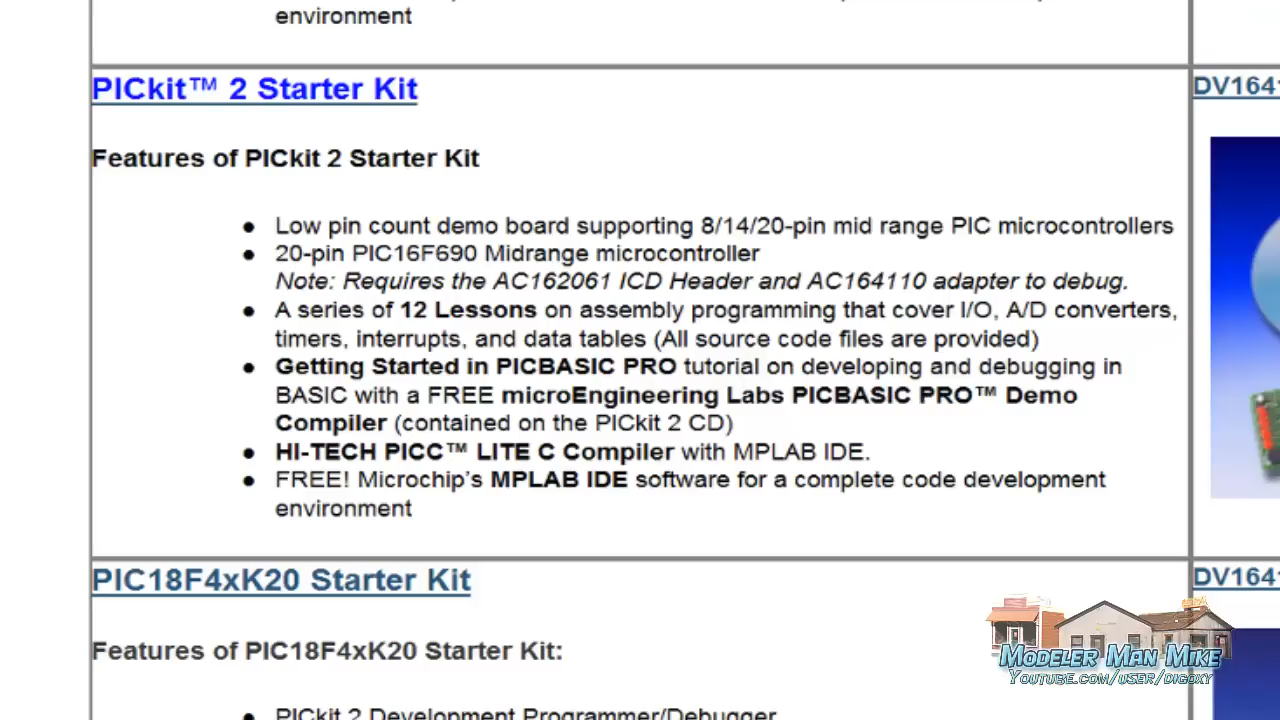 environment
PICkit™ 2 Starter Kit
DV164
Features of PICkit 2 Starter Kit
● Low pin count demo board supporting 8/14/20-pin mid range PIC microcontrollers
● 20-pin PIC16F690 Midrange microcontroller
Note: Requires the AC162061 ICD Header and AC164110 adapter to debug.
● A series of 12 Lessons on assembly programming that cover I/O, A/D converters,
timers, interrupts, and data tables (All source code files are provided)
● Getting Started in PICBASIC PRO tutorial on developing and debugging in
BASIC with a FREE microEngineering Labs PICBASIC PRO™ Demo
Compiler (contained on the PICkit 2 CD)
● HI-TECH PICC™ LITE C Compiler with MPLAB IDE.
● FREE! Microchip's MPLAB IDE software for a complete code development
environment
PIC18F4xK20 Starter Kit
DV164
Features of PIC18F4xK20 Starter Kit:
● PICkit 2 Development Programmer/Debugger
Modeler Man Mike
Youtube.com/user/digoxy